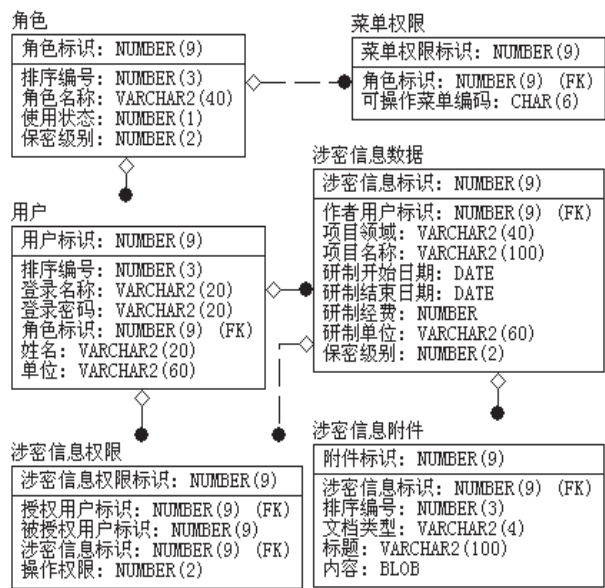 角色
角色标识: NUMBER(9)
排序编号: NUMBER(3)
角色名称: VARCHAR2(40)
使用状态: NUMBER(1)
保密级别: NUMBER(2)
菜单权限
菜单权限标识: NUMBER(9)
角色标识: NUMBER(9) (FK)
可操作菜单编码: CHAR(6)
用户
用户标识: NUMBER(9)
排序编号: NUMBER(3)
登录名称: VARCHAR2(20)
登录密码: VARCHAR2(20)
角色标识: NUMBER(9) (FK)
姓名: VARCHAR2(20)
单位: VARCHAR2(60)
涉密信息数据
涉密信息标识: NUMBER(9)
作者用户标识: NUMBER(9) (FK)
项目领域: VARCHAR2(40)
项目名称: VARCHAR2(100)
研制开始日期: DATE
研制结束日期: DATE
研制经费: NUMBER
研制单位: VARCHAR2(60)
保密级别: NUMBER(2)
涉密信息权限
涉密信息权限标识: NUMBER(9)
授权用户标识: NUMBER(9) (FK)
被授权用户标识: NUMBER(9)
涉密信息标识: NUMBER(9) (FK)
操作权限: NUMBER(2)
涉密信息附件
附件标识: NUMBER(9)
涉密信息标识: NUMBER(9) (FK)
排序编号: NUMBER(3)
文档类型: VARCHAR2(4)
标题: VARCHAR2(100)
内容: BLOB